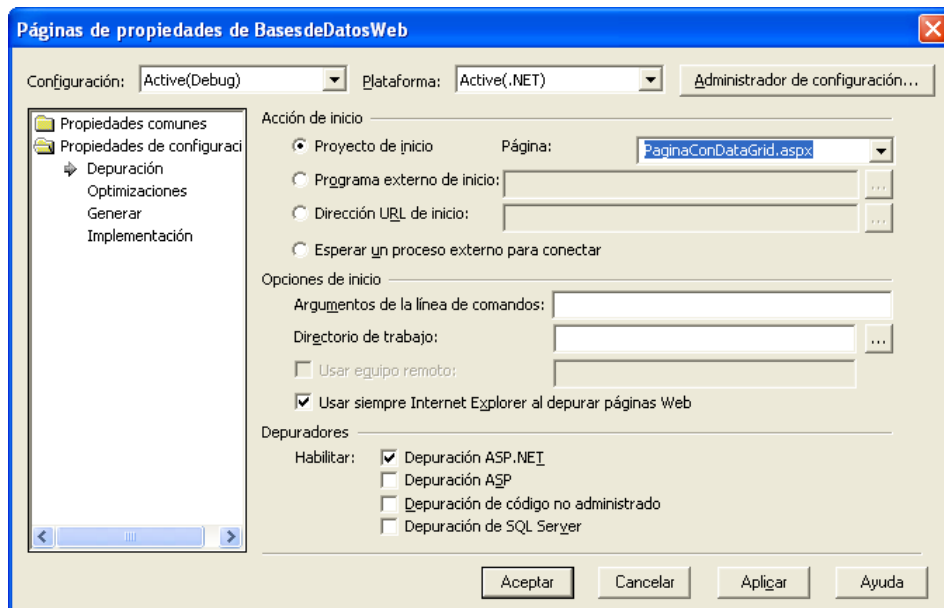 Páginas de propiedades de BasesdeDatosWeb
Configuración: Active(Debug) Plataforma: Active(.NET) Administrador de configuración...
Propiedades comunes
Propiedades de configuraci
Depuración
Optimizaciones
Generar
Implementación
Acción de inicio
Proyecto de inicio Página: PaginaConDataGrid.aspx
Programa externo de inicio: ...
Dirección URL de inicio: ...
Esperar un proceso externo para conectar
Opciones de inicio
Argumentos de la línea de comandos:
Directorio de trabajo: ...
Usar equipo remoto:
Usar siempre Internet Explorer al depurar páginas Web
Depuradores
Habilitar: Depuración ASP.NET
Depuración ASP
Depuración de código no administrado
Depuración de SQL Server
Aceptar Cancelar Aplicar Ayuda